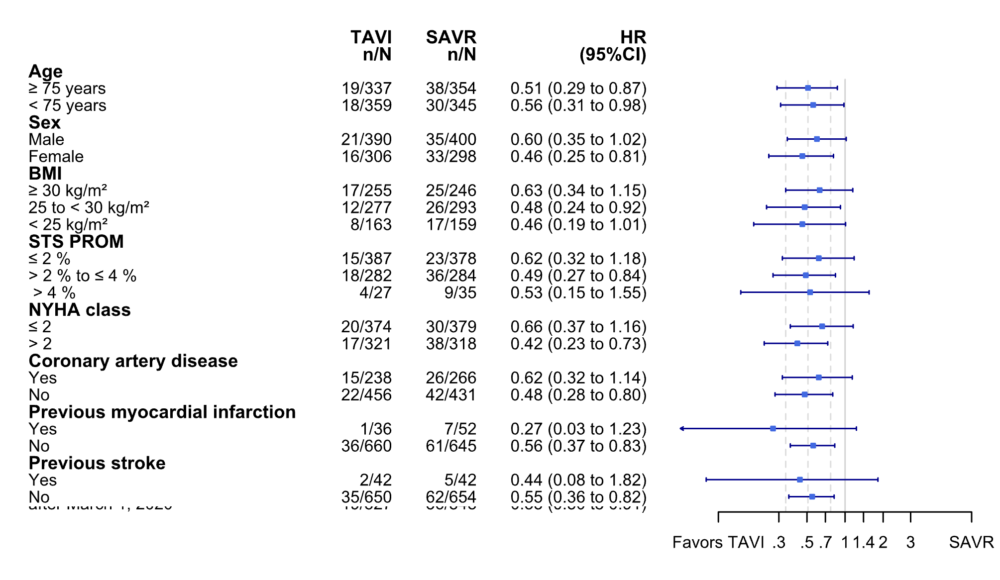 TAVI SAVR HR
n/N n/N (95%CI)
Age
≥ 75 years 19/337 38/354 0.51 (0.29 to 0.87)
< 75 years 18/359 30/345 0.56 (0.31 to 0.98)
Sex
Male 21/390 35/400 0.60 (0.35 to 1.02)
Female 16/306 33/298 0.46 (0.25 to 0.81)
BMI
≥ 30 kg/m² 17/255 25/246 0.63 (0.34 to 1.15)
25 to < 30 kg/m² 12/277 26/293 0.48 (0.24 to 0.92)
< 25 kg/m² 8/163 17/159 0.46 (0.19 to 1.01)
STS PROM
≤ 2 % 15/387 23/378 0.62 (0.32 to 1.18)
> 2 % to ≤ 4 % 18/282 36/284 0.49 (0.27 to 0.84)
> 4 % 4/27 9/35 0.53 (0.15 to 1.55)
NYHA class
≤ 2 20/374 30/379 0.66 (0.37 to 1.16)
> 2 17/321 38/318 0.42 (0.23 to 0.73)
Coronary artery disease
Yes 15/238 26/266 0.62 (0.32 to 1.14)
No 22/456 42/431 0.48 (0.28 to 0.80)
Previous myocardial infarction
Yes 1/36 7/52 0.27 (0.03 to 1.23)
No 36/660 61/645 0.56 (0.37 to 0.83)
Previous stroke
Yes 2/42 5/42 0.44 (0.08 to 1.82)
No 35/650 62/654 0.55 (0.36 to 0.82)
after March 1, 2020
Favors TAVI .3 .5 .7 1 1.4 2 3 SAVR